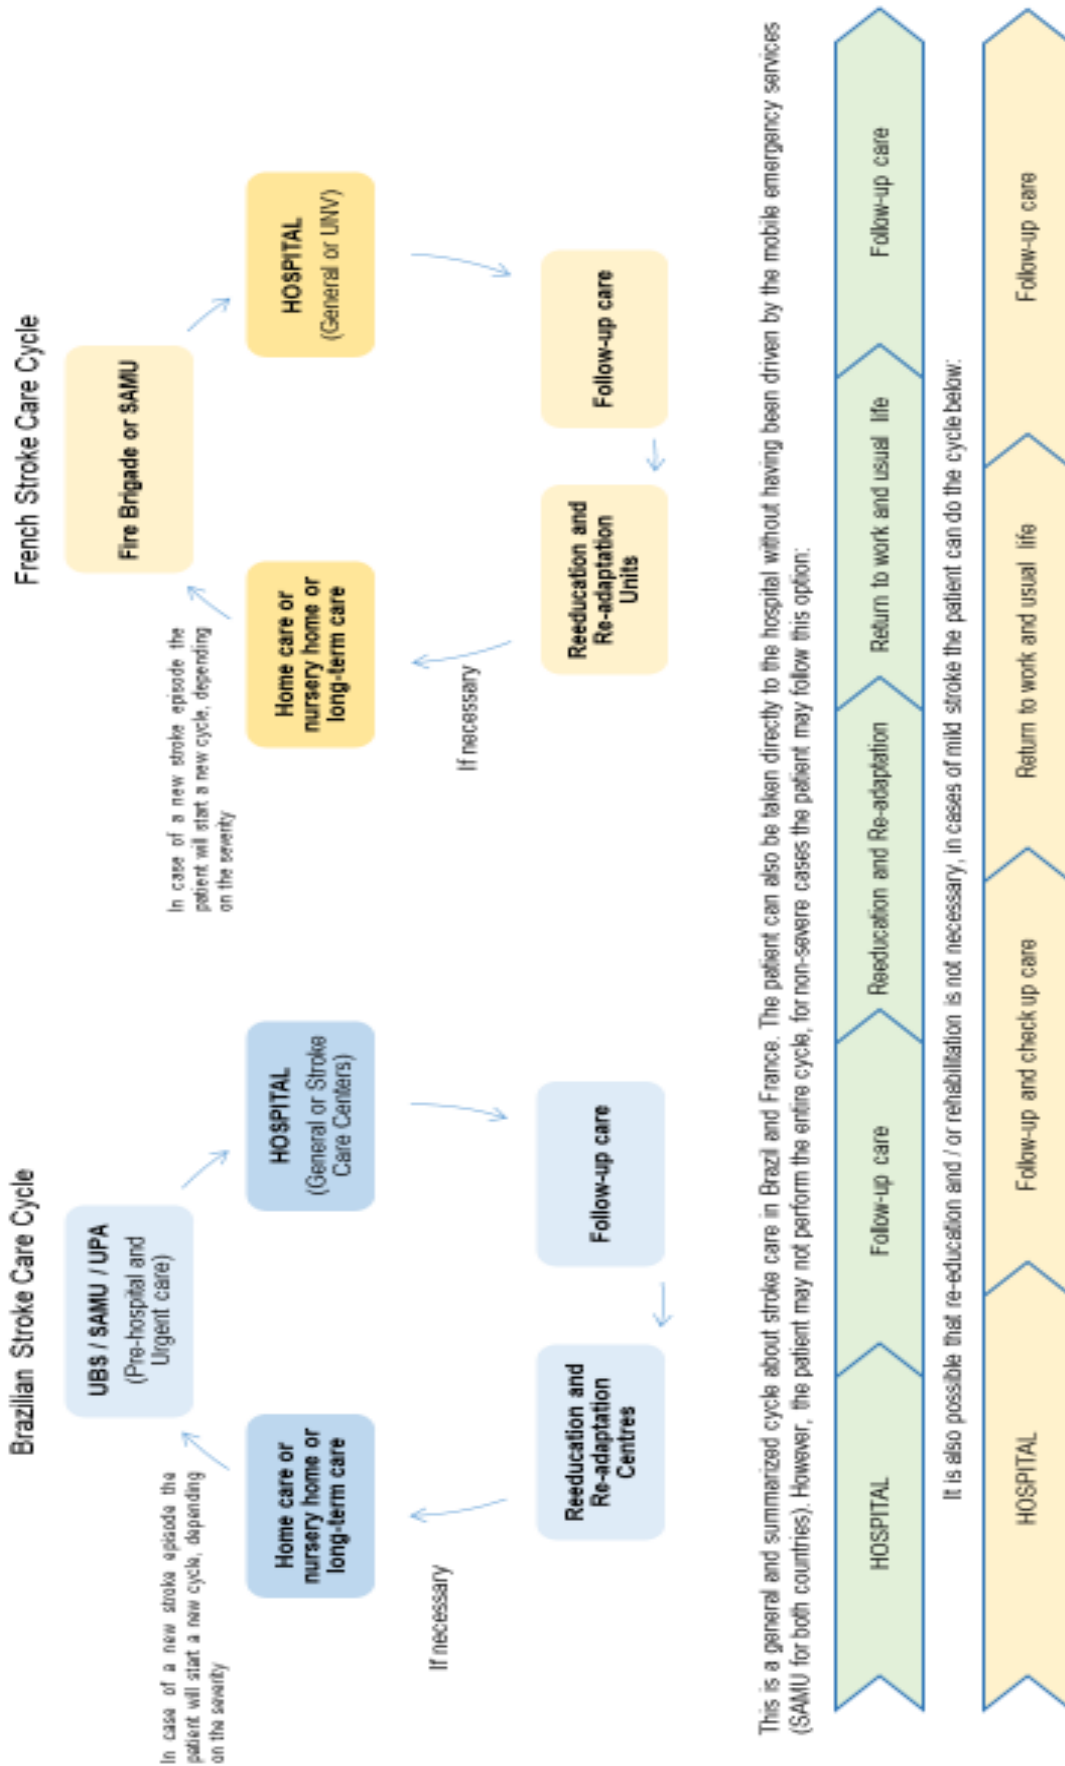 Brazilian Stroke Care Cycle
UBS / SAMU / UPA
(Pre-hospital and
Urgent care)
In case of a new stroke episode the
patient will start a new cycle, depending
on the severity
HOSPITAL
(General or Stroke
Care Centers)
Home care or
nursery home or
long-term care
If necessary
Follow-up care
Reeducation and
Re-adaptation
Centres
French Stroke Care Cycle
Fire Brigade or SAMU
In case of a new stroke episode the
patient will start a new cycle, depending
on the severity
HOSPITAL
(General or UNV)
Home care or
nursery home or
long-term care
If necessary
Follow-up care
Reeducation and
Re-adaptation
Units
This is a general and summarized cycle about stroke care in Brazil and France. The patient can also be taken directly to the hospital without having been driven by the mobile emergency services
(SAMU for both countries). However, the patient may not perform the entire cycle, for non-severe cases the patient may follow this option:
HOSPITAL
Follow-up care
Reeducation and Re-adaptation
Return to work and usual life
Follow-up care
It is also possible that re-education and / or rehabilitation is not necessary, in cases of mild stroke the patient can do the cycle below:
HOSPITAL
Follow-up and check up care
Return to work and usual life
Follow-up care